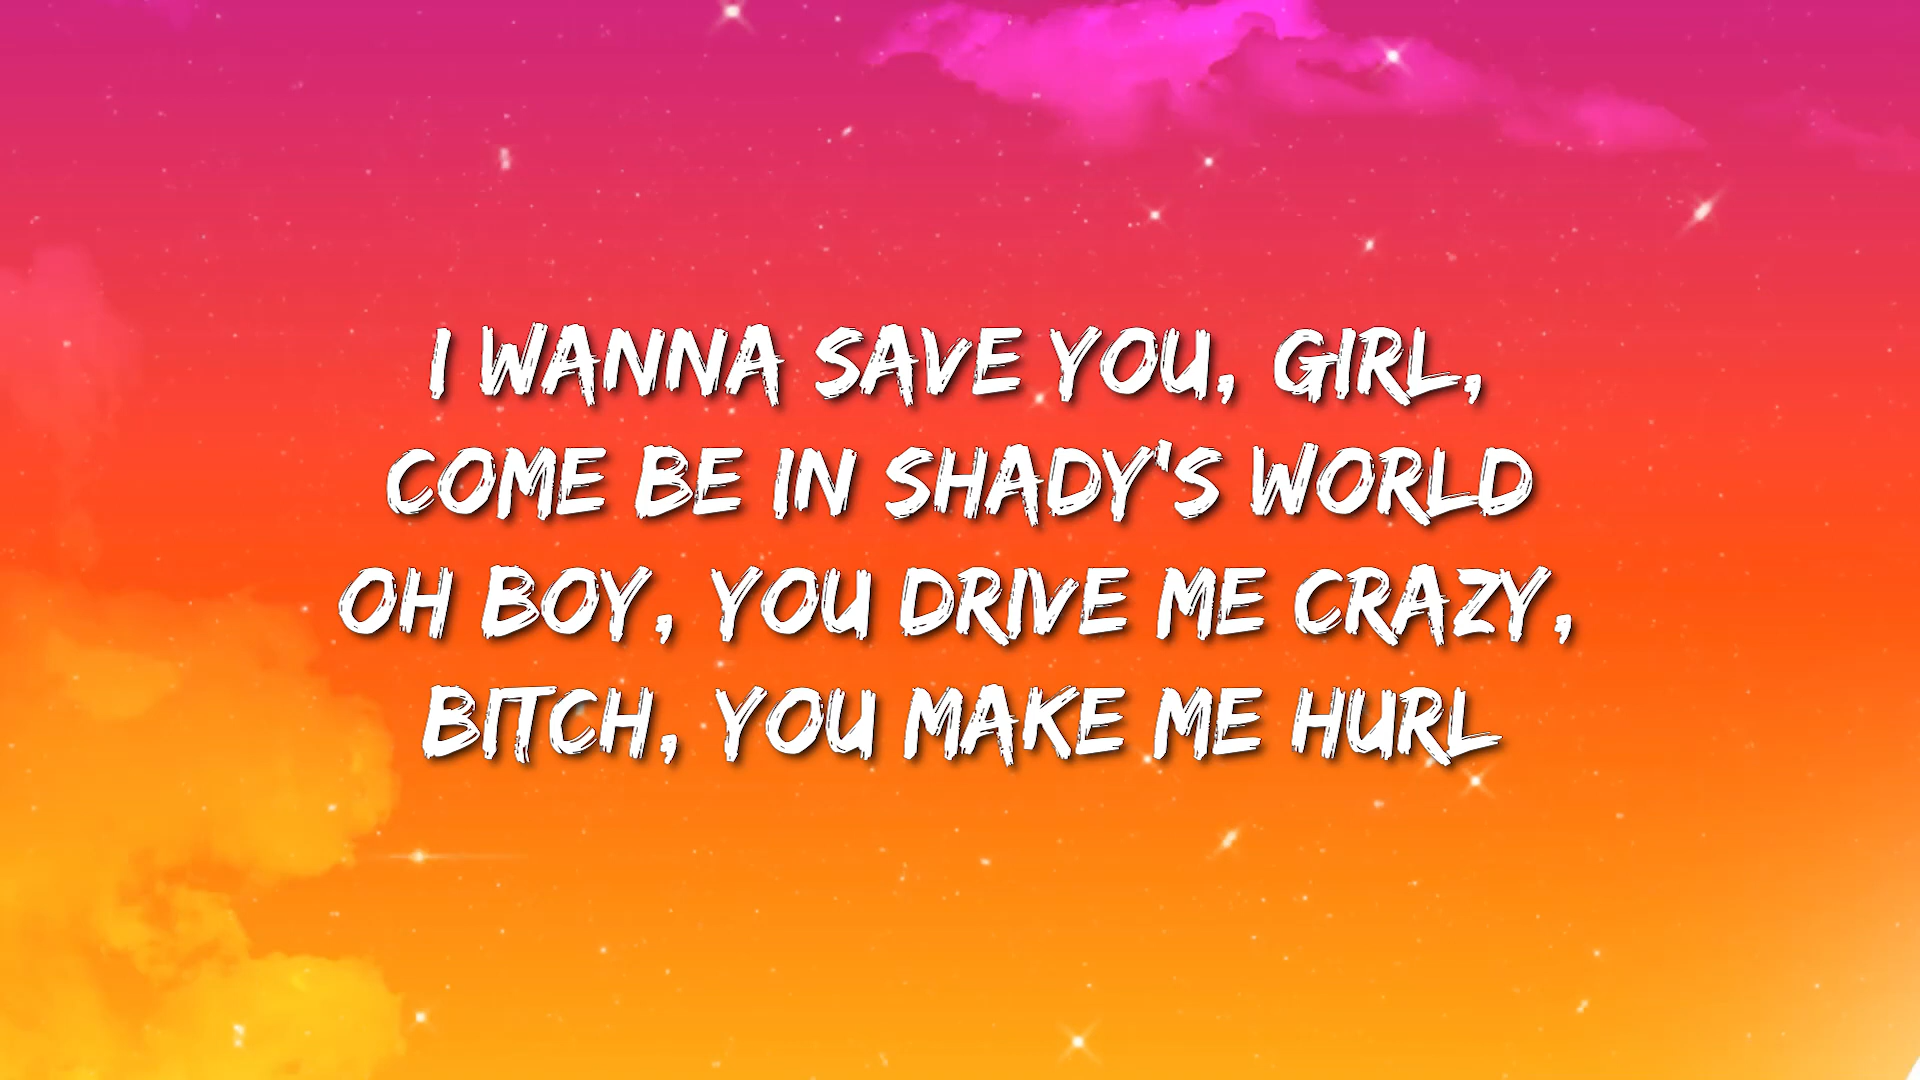 I WANNA SAVE YOU, GIRL,
COME BE IN SHADY'S WORLD
OH BOY, YOU DRIVE ME CRAZY,
BITCH, YOU MAKE ME HURL